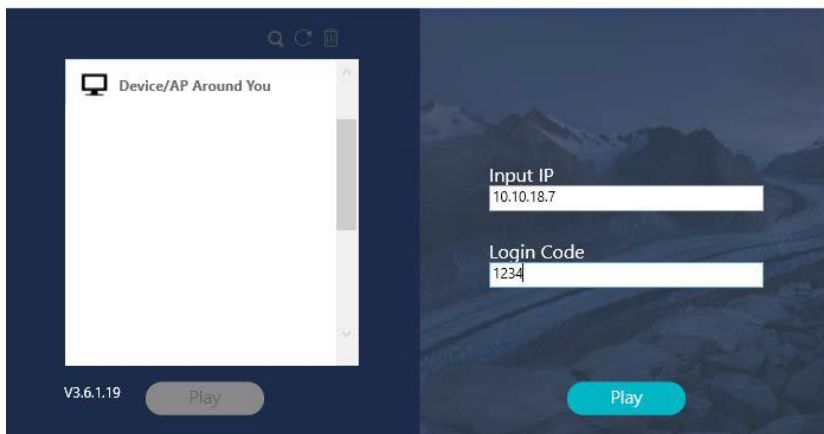 Device/AP Around You
V3.6.1.19
Play
Input IP
10.10.18.7
Login Code
1234
Play